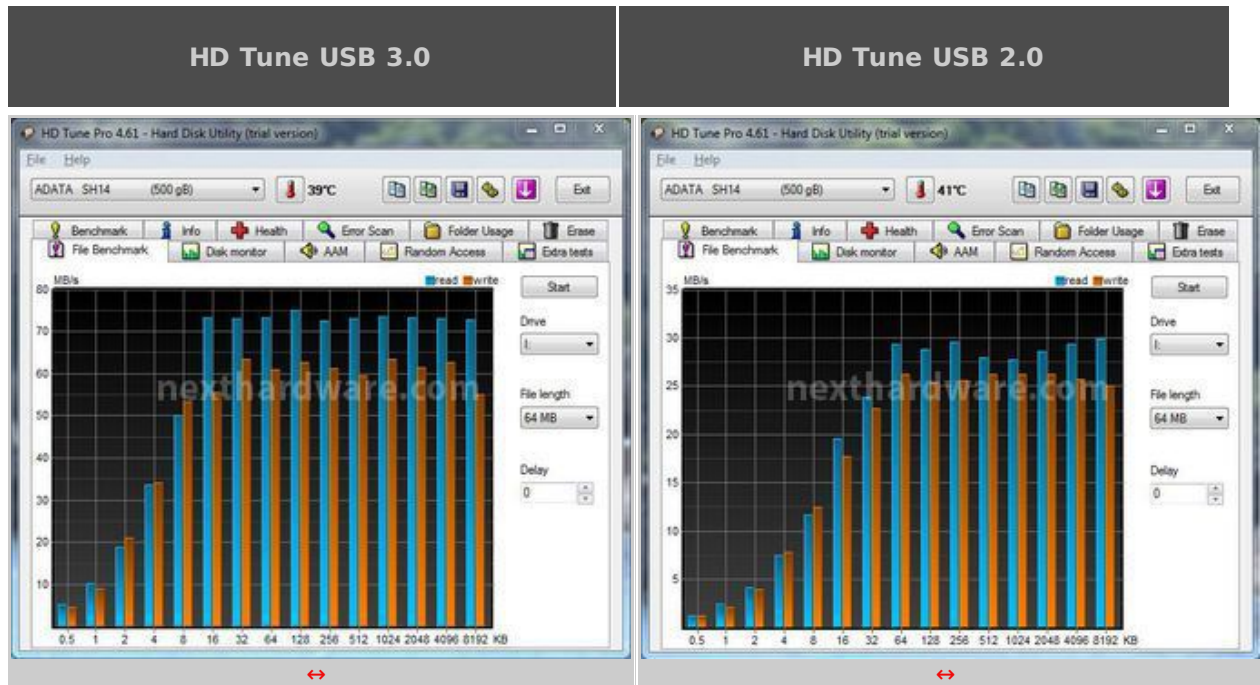 HD Tune USB 3.0
HD Tune USB 2.0
HD Tune Pro 4.61 - Hard Disk Utility (trial version)
File Help
ADATA SH14 (500 gB)
39°C
Exit
Benchmark Info Health Error Scan Folder Usage Erase
File Benchmark Disk monitor AAM Random Access Extra tests
MB/s
read write
80
70
60
50
40
30
20
10
0.5 1 2 4 8 16 32 64 128 256 512 1024 2048 4096 8192 KB
nexthardware.com
Start
Drive
I:
File length
64 MB
Delay
0
HD Tune Pro 4.61 - Hard Disk Utility (trial version)
File Help
ADATA SH14 (500 gB)
41°C
Exit
Benchmark Info Health Error Scan Folder Usage Erase
File Benchmark Disk monitor AAM Random Access Extra tests
MB/s
read write
35
30
25
20
15
10
5
0.5 1 2 4 8 16 32 64 128 256 512 1024 2048 4096 8192 KB
nexthardware.com
Start
Drive
I:
File length
64 MB
Delay
0